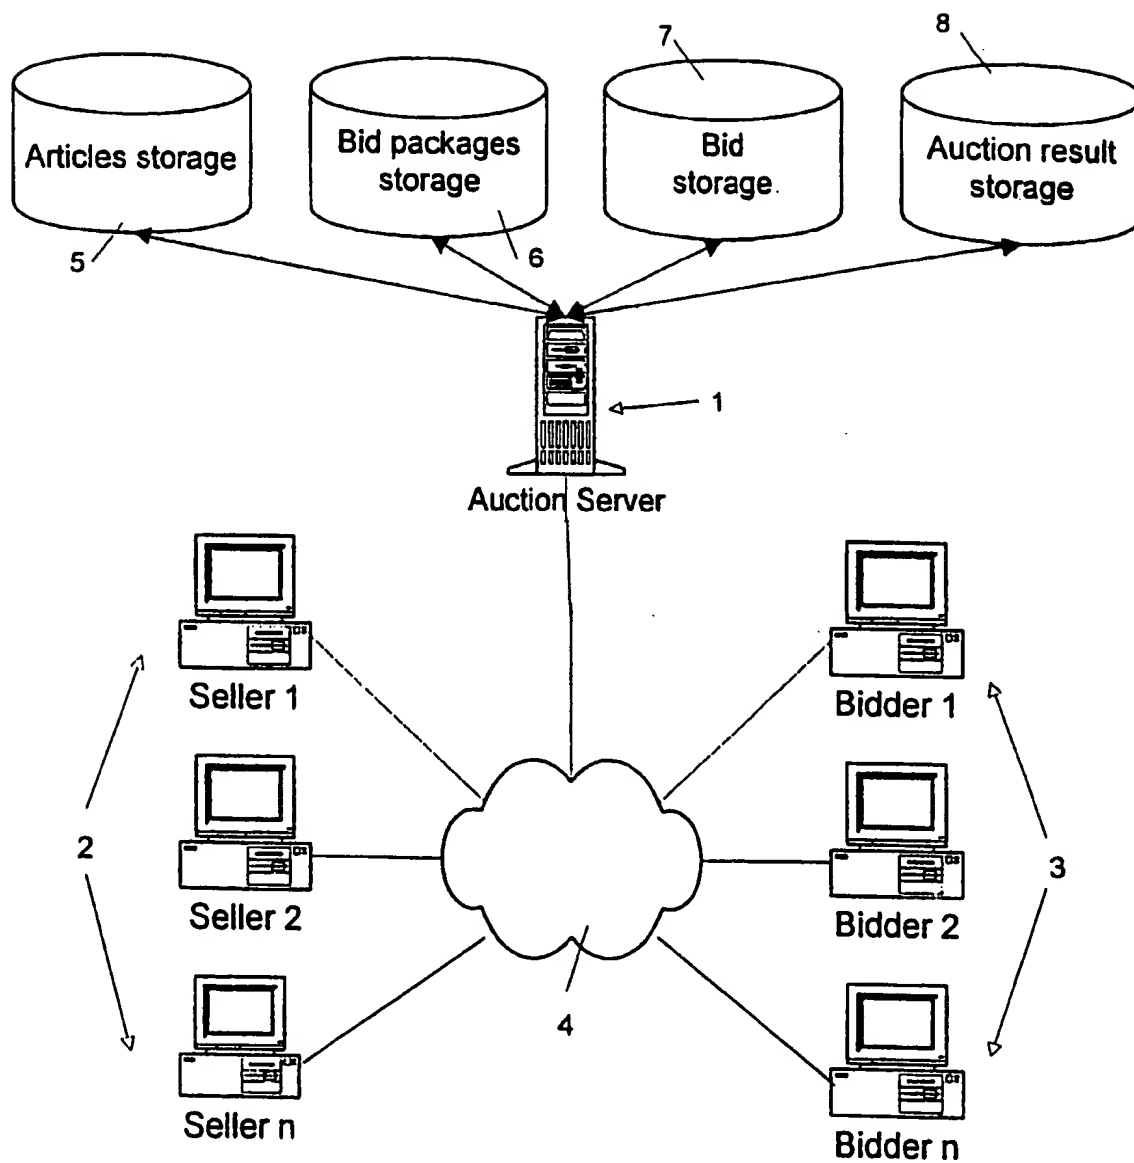 7
8
Articles storage
Bid packages
storage
Bid
storage
Auction result
storage
5
6
1
Auction Server
Seller 1
Bidder 1
2
Seller 2
3
Bidder 2
4
Seller n
Bidder n